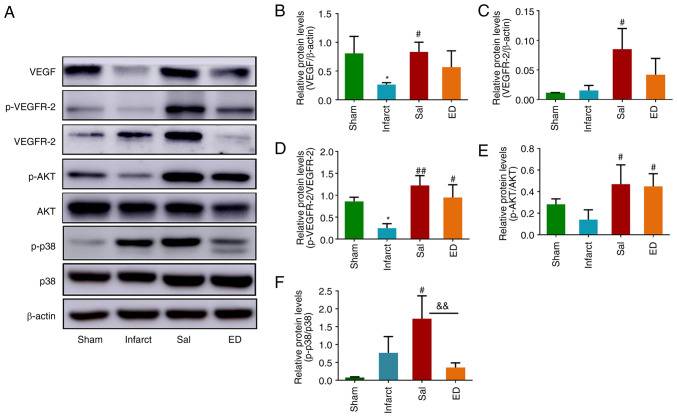 A
VEGF
p-VEGFR-2
VEGFR-2
p-AKT
AKT
p-p38
p38
β-actin
Sham Infarct Sal ED
B
Relative protein levels
(VEGF/β-actin)
1.5
1.0
0.5
0.0
*
#
Sham Infarct Sal ED
C
Relative protein levels
(VEGFR-2/β-actin)
0.15
0.10
0.05
0.00
#
Sham Infarct Sal ED
D
Relative protein levels
(p-VEGFR-2/VEGFR-2)
2.0
1.5
1.0
0.5
0.0
*
##
#
Sham Infarct Sal ED
E
Relative protein levels
(p-AKT/AKT)
0.8
0.6
0.4
0.2
0.0
#
#
Sham Infarct Sal ED
F
Relative protein levels
(p-p38/p38)
2.5
2.0
1.5
1.0
0.5
0.0
#
&&
Sham Infarct Sal ED